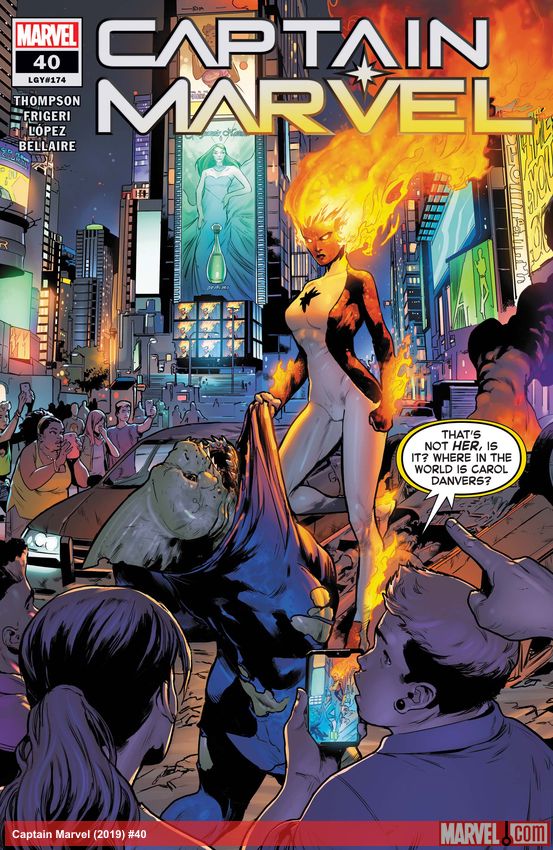 MARVEL
40
LGY#174
THOMPSON
FRIGERI
LÓPEZ
BELLAIRE
CAPTAIN
MARVEL
THAT'S
NOT HER, IS
IT? WHERE IN THE
WORLD IS CAROL
DANVERS?
Captain Marvel (2019) #40
MARVEL.com